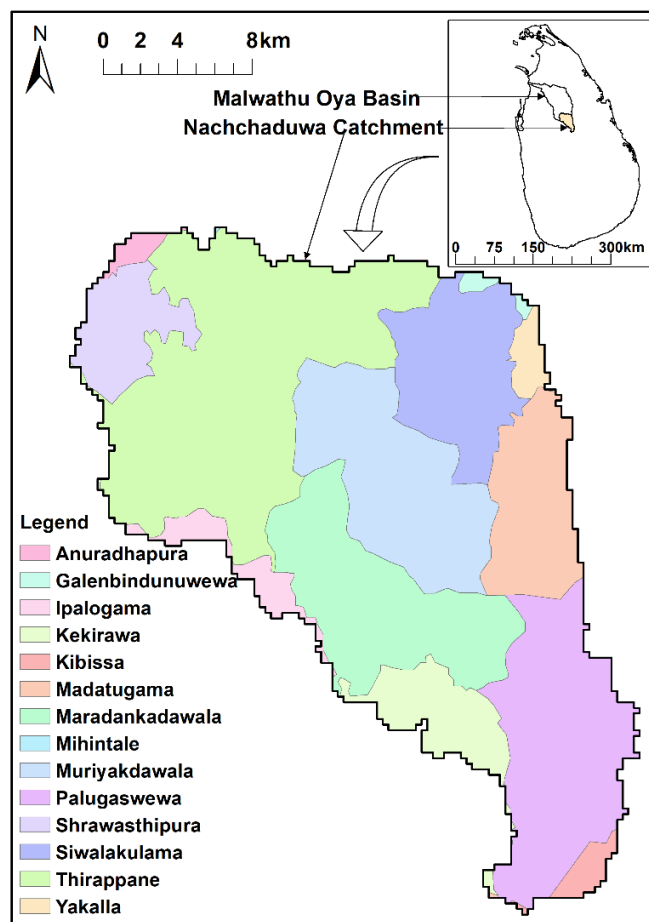 N
0 2 4 8km
Malwathu Oya Basin
Nachchaduwa Catchment
0 75 150 300km
Legend
Anuradhapura
Galenbindunuwewa
Ipalogama
Kekirawa
Kibissa
Madatugama
Maradankadawala
Mihintale
Muriyakdawala
Palugaswewa
Shrawasthipura
Siwalakulama
Thirappane
Yakalla